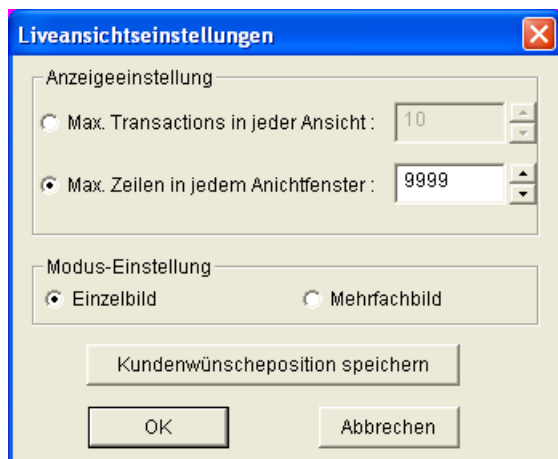 Liveansichtseinstellungen
Anzeigeeinstellung
Max. Transactions in jeder Ansicht : 10
Max. Zeilen in jedem Anichtfenster : 9999
Modus-Einstellung
Einzelbild Mehrfachbild
Kundenwünscheposition speichern
OK Abbrechen